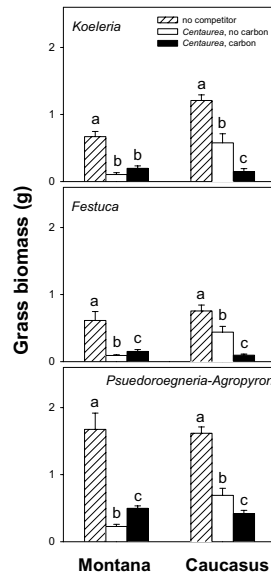 no competitor
Centaurea, no carbon
Centaurea, carbon
Koeleria
2
1
0
a
b
b
a
b
c
Festuca
2
1
0
a
b
c
a
b
c
Psuedoroegneria-Agropyron
2
1
0
a
b
c
a
b
c
Montana Caucasus
Grass biomass (g)